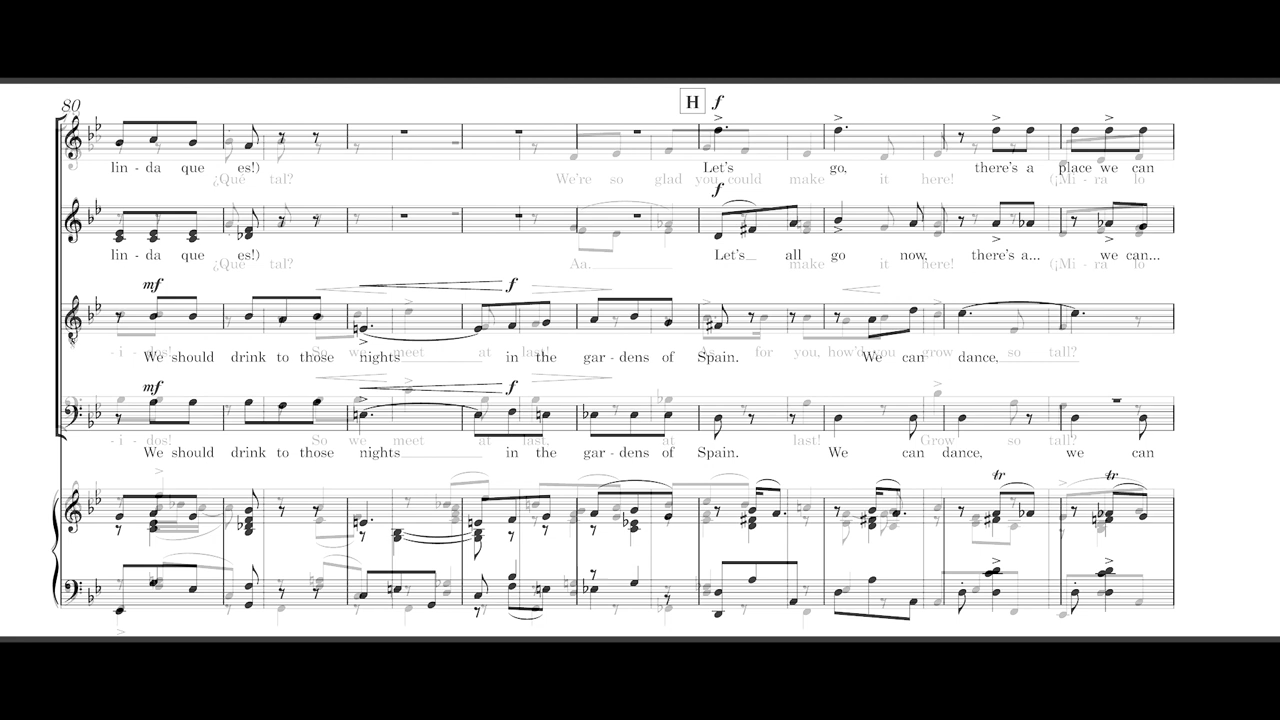 80
H f
lin - da que es!) Let's go, there's a place we can
¿Qué tal? We're so glad you could make it here! (¡Mi - ra lo
f
lin - da que es!) Let's all go now, there's a... we can...
¿Qué tal? Aa. make it here! (¡Mi - ra lo
mf f
- i - dos! So we meet at last! for you, how'd you grow so tall?
We should drink to those nights in the gar - dens of Spain. We can dance,
mf f
- i - dos! So we meet at last, at last! Grow so tall?
We should drink to those nights in the gar - dens of Spain. We can dance, we can
tr tr